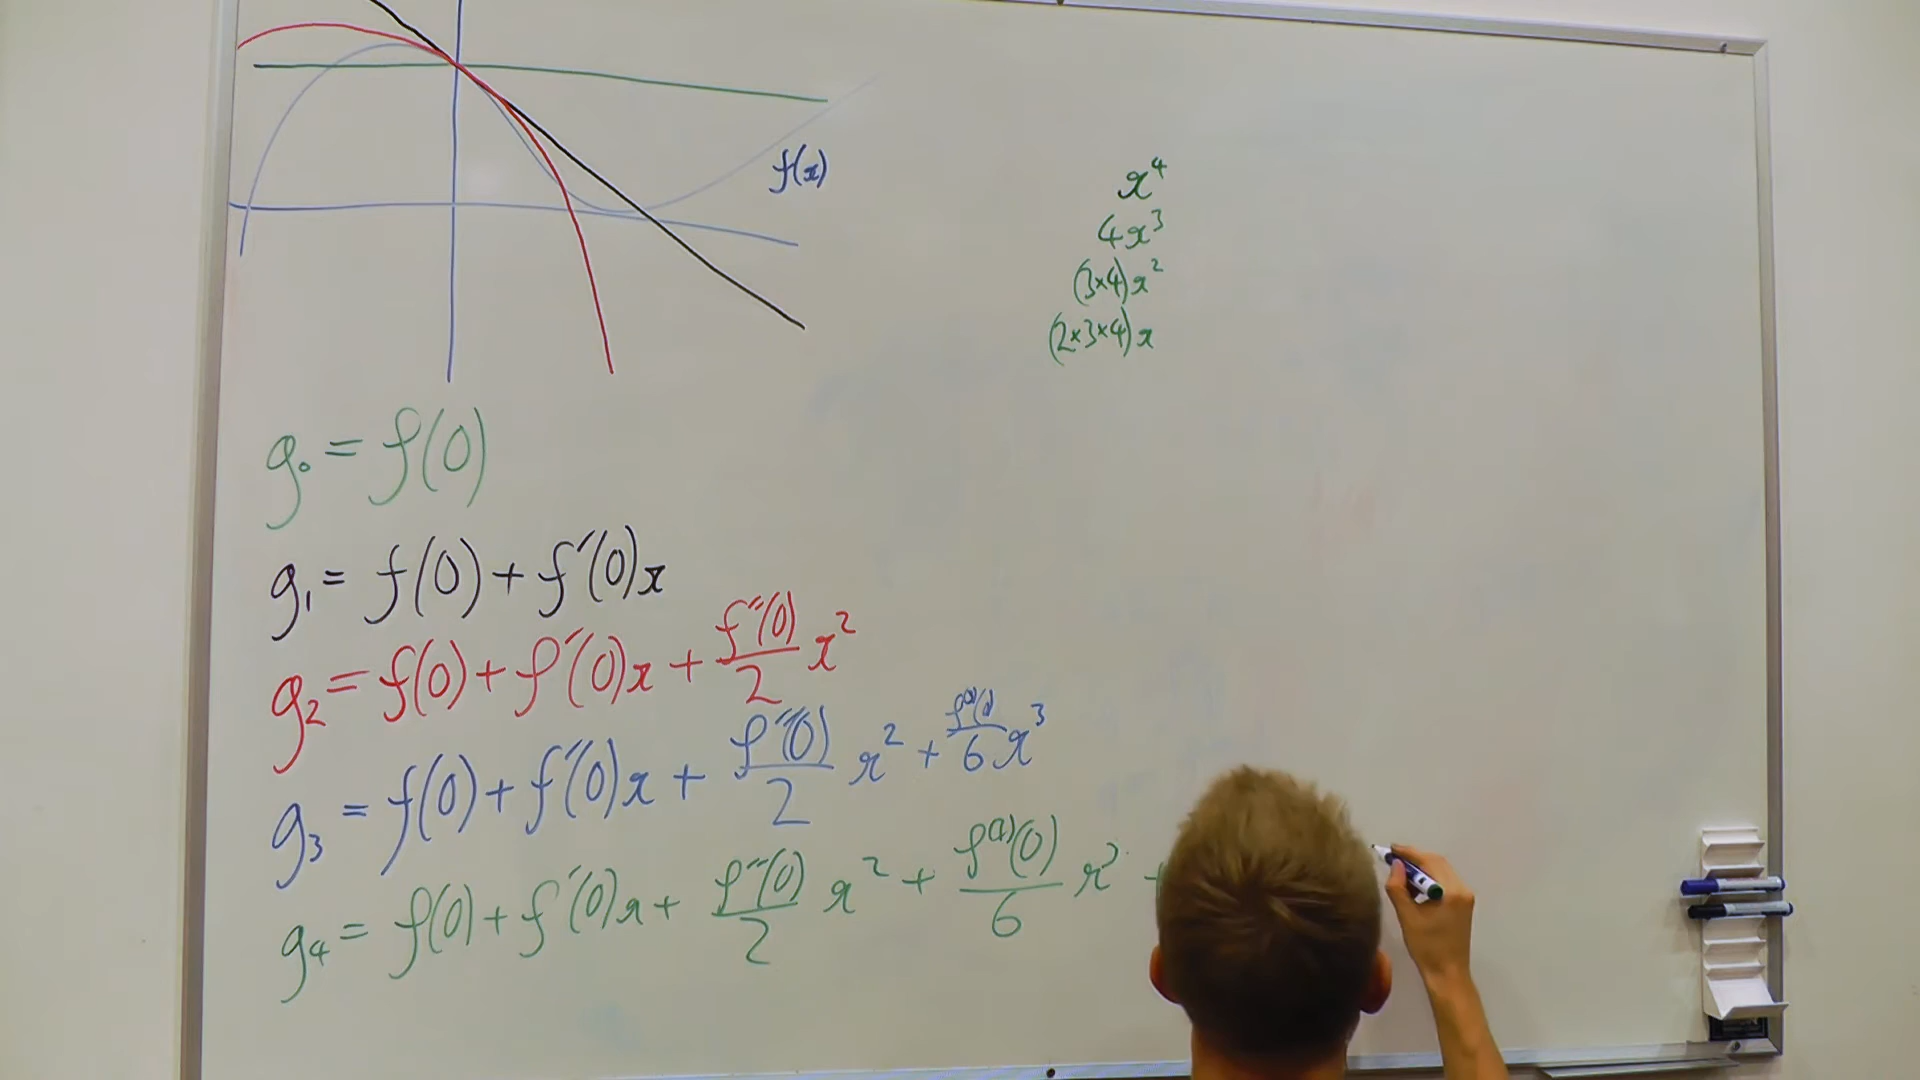 f(x)
x⁴
4x³
(3×4)x²
(2×3×4)x
g₀ = f(0)
g₁ = f(0) + f′(0)x
g₂ = f(0) + f′(0)x + f″(0)/2 x²
g₃ = f(0) + f′(0)x + f″(0)/2 x² + f⁽³⁾(0)/6 x³
g₄ = f(0) + f′(0)x + f″(0)/2 x² + f⁽³⁾(0)/6 x³ +